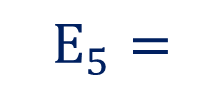 E₅ =